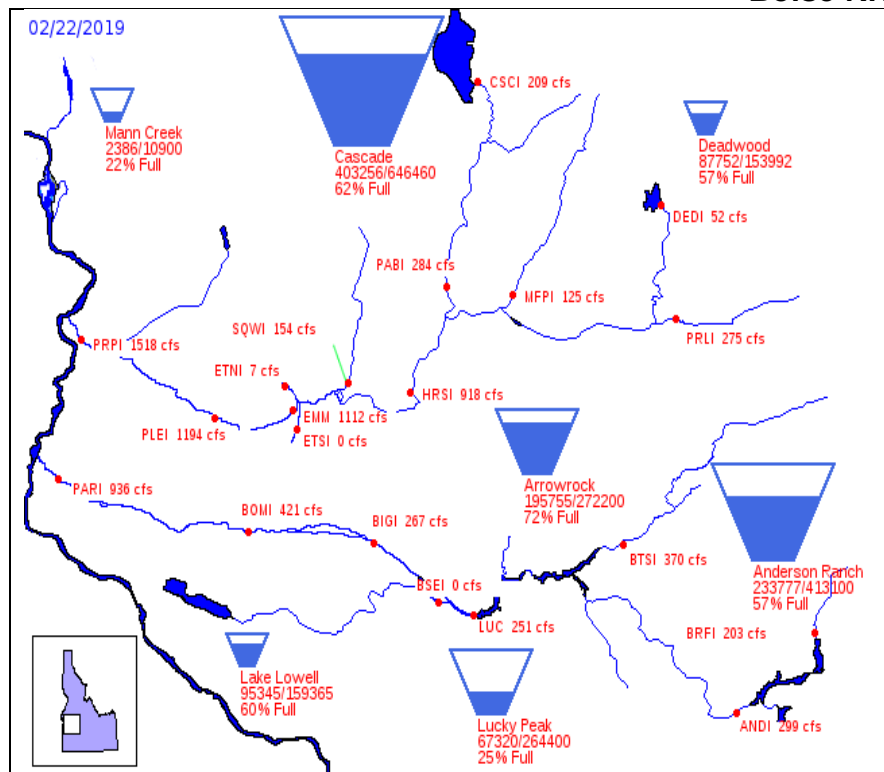 02/22/2019
CSCI 209 cfs
Mann Creek
2386/10900
22% Full
Cascade
403256/646460
62% Full
Deadwood
87752/153992
57% Full
DEDI 52 cfs
PABI 284 cfs
MFPI 125 cfs
SQWI 154 cfs
PRPI 1518 cfs
PRLI 275 cfs
ETNI 7 cfs
HRSI 918 cfs
EMM 1112 cfs
PLEI 1194 cfs
ETSI 0 cfs
PARI 936 cfs
Arrowrock
195755/272200
72% Full
BOMI 421 cfs
BIGI 267 cfs
BTSI 370 cfs
Anderson Ranch
233777/413100
57% Full
BSEI 0 cfs
LUC 251 cfs
BRFI 203 cfs
Lake Lowell
95345/159365
60% Full
Lucky Peak
67320/264400
25% Full
ANDI 299 cfs